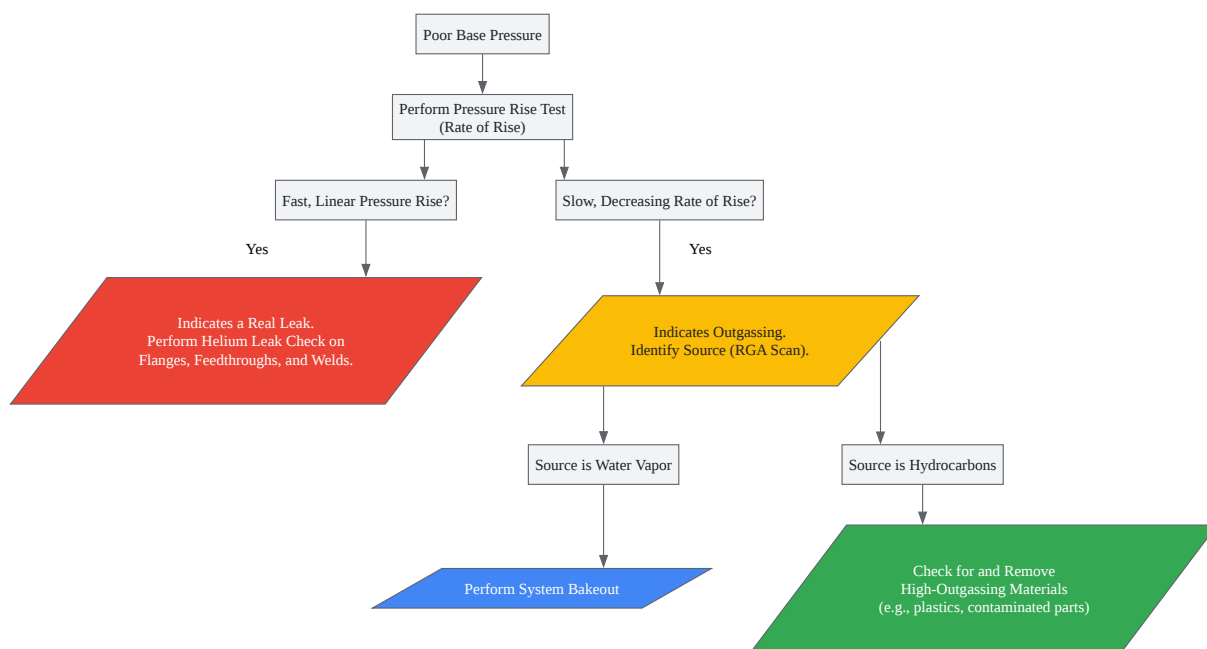 Poor Base Pressure
Perform Pressure Rise Test
(Rate of Rise)
Fast, Linear Pressure Rise?
Slow, Decreasing Rate of Rise?
Yes
Yes
Indicates a Real Leak.
Perform Helium Leak Check on
Flanges, Feedthroughs, and Welds.
Indicates Outgassing.
Identify Source (RGA Scan).
Source is Water Vapor
Source is Hydrocarbons
Perform System Bakeout
Check for and Remove
High-Outgassing Materials
(e.g., plastics, contaminated parts)